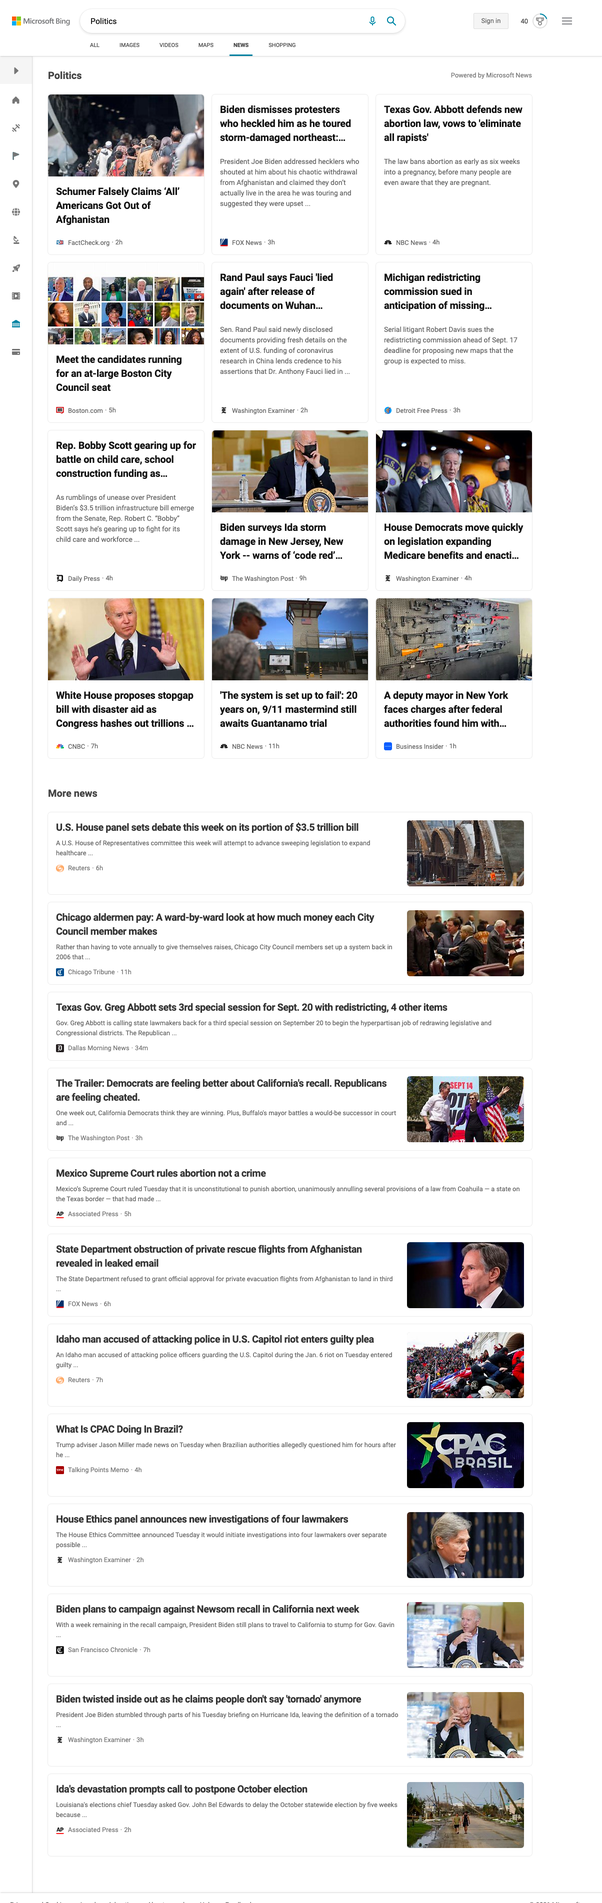 Microsoft Bing
Politics
Sign in
40
ALL
IMAGES
VIDEOS
MAPS
NEWS
SHOPPING
Politics
Powered by Microsoft News
Schumer Falsely Claims ‘All’
Americans Got Out of
Afghanistan
FactCheck.org · 2h
Biden dismisses protesters
who heckled him as he toured
storm-damaged northeast:...
President Joe Biden addressed hecklers who
shouted at him about his chaotic withdrawal
from Afghanistan and claimed they don't
actually live in the area he was touring and
suggested they were upset ...
FOX News · 3h
Texas Gov. Abbott defends new
abortion law, vows to 'eliminate
all rapists'
The law bans abortion as early as six weeks
into a pregnancy, before many people are
even aware that they are pregnant.
NBC News · 4h
Meet the candidates running
for an at-large Boston City
Council seat
Boston.com · 5h
Rand Paul says Fauci 'lied
again' after release of
documents on Wuhan...
Sen. Rand Paul said newly disclosed
documents providing fresh details on the
extent of U.S. funding of coronavirus
research in China lends credence to his
assertions that Dr. Anthony Fauci lied in ...
Washington Examiner · 2h
Michigan redistricting
commission sued in
anticipation of missing...
Serial litigant Robert Davis sues the
redistricting commission ahead of Sept. 17
deadline for proposing new maps that the
group is expected to miss.
Detroit Free Press · 3h
Rep. Bobby Scott gearing up for
battle on child care, school
construction funding as...
As rumblings of unease over President
Biden's $3.5 trillion infrastructure bill emerge
from the Senate, Rep. Robert C. “Bobby”
Scott says he's gearing up to fight for its
child care and workforce ...
Daily Press · 4h
Biden surveys Ida storm
damage in New Jersey, New
York -- warns of ‘code red’...
The Washington Post · 9h
House Democrats move quickly
on legislation expanding
Medicare benefits and enacti...
Washington Examiner · 4h
White House proposes stopgap
bill with disaster aid as
Congress hashes out trillions ...
CNBC · 7h
'The system is set up to fail': 20
years on, 9/11 mastermind still
awaits Guantanamo trial
NBC News · 11h
A deputy mayor in New York
faces charges after federal
authorities found him with...
Business Insider · 1h
More news
U.S. House panel sets debate this week on its portion of $3.5 trillion bill
A U.S. House of Representatives committee this week will attempt to advance sweeping legislation to expand
healthcare ...
Reuters · 6h
Chicago aldermen pay: A ward-by-ward look at how much money each City
Council member makes
Rather than having to vote annually to give themselves raises, Chicago City Council members set up a system back in
2006 that ...
Chicago Tribune · 11h
Texas Gov. Greg Abbott sets 3rd special session for Sept. 20 with redistricting, 4 other items
Gov. Greg Abbott is calling state lawmakers back for a third special session on September 20 to begin the hyperpartisan job of redrawing legislative and
Congressional districts. The Republican ...
Dallas Morning News · 34m
The Trailer: Democrats are feeling better about California's recall. Republicans
are feeling cheated.
One week out, California Democrats think they are winning. Plus, Buffalo's mayor battles a would-be successor in court
and ...
The Washington Post · 3h
SEPT 14
Mexico Supreme Court rules abortion not a crime
Mexico's Supreme Court ruled Tuesday that it is unconstitutional to punish abortion, unanimously annulling several provisions of a law from Coahuila — a state on
the Texas border — that had made ...
AP Associated Press · 5h
State Department obstruction of private rescue flights from Afghanistan
revealed in leaked email
The State Department refused to grant official approval for private evacuation flights from Afghanistan to land in third
...
FOX News · 6h
Idaho man accused of attacking police in U.S. Capitol riot enters guilty plea
An Idaho man accused of attacking police officers guarding the U.S. Capitol during the Jan. 6 riot on Tuesday entered
guilty ...
Reuters · 7h
What Is CPAC Doing In Brazil?
Trump adviser Jason Miller made news on Tuesday when Brazilian authorities allegedly questioned him for hours after
he ...
Talking Points Memo · 4h
CPAC
BRASIL
House Ethics panel announces new investigations of four lawmakers
The House Ethics Committee announced Tuesday it would initiate investigations into four lawmakers over separate
possible ...
Washington Examiner · 2h
Biden plans to campaign against Newsom recall in California next week
With a week remaining in the recall campaign, President Biden still plans to travel to California to stump for Gov. Gavin
...
San Francisco Chronicle · 7h
Biden twisted inside out as he claims people don't say 'tornado' anymore
President Joe Biden stumbled through parts of his Tuesday briefing on Hurricane Ida, leaving the definition of a tornado
...
Washington Examiner · 3h
Ida's devastation prompts call to postpone October election
Louisiana's elections chief Tuesday asked Gov. John Bel Edwards to delay the October statewide election by five weeks
because ...
AP Associated Press · 2h